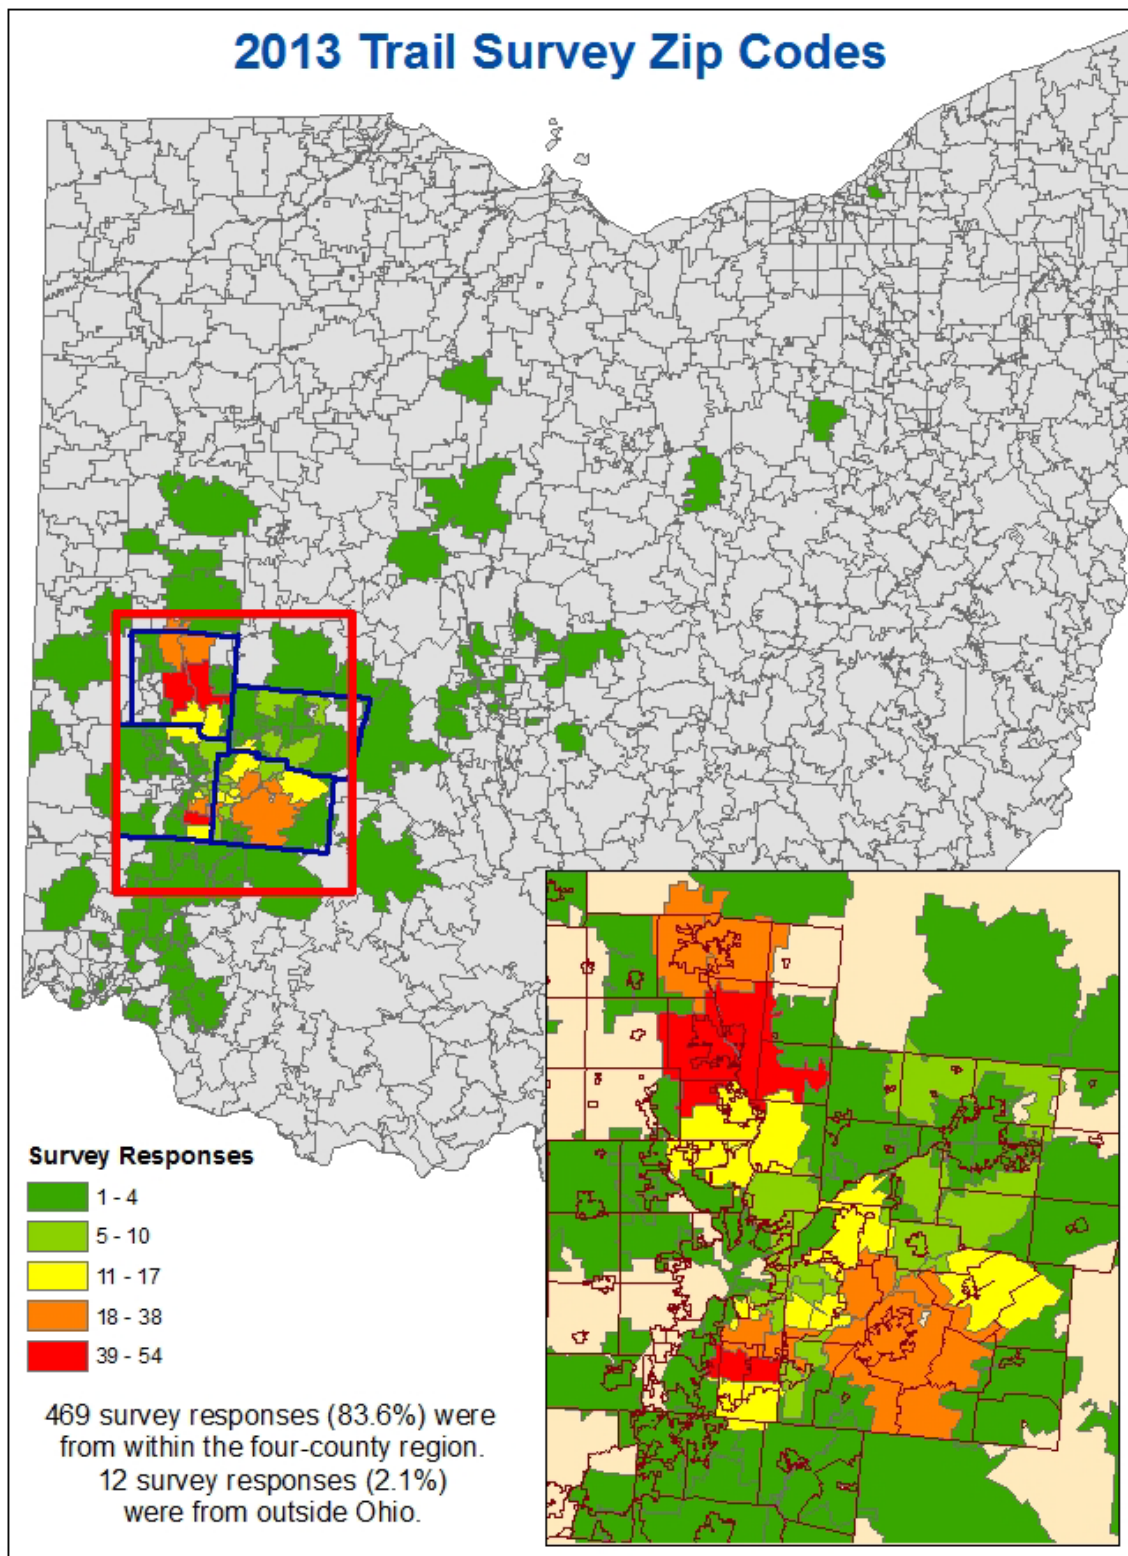 2013 Trail Survey Zip Codes
Survey Responses
1 - 4
5 - 10
11 - 17
18 - 38
39 - 54
469 survey responses (83.6%) were
from within the four-county region.
12 survey responses (2.1%)
were from outside Ohio.